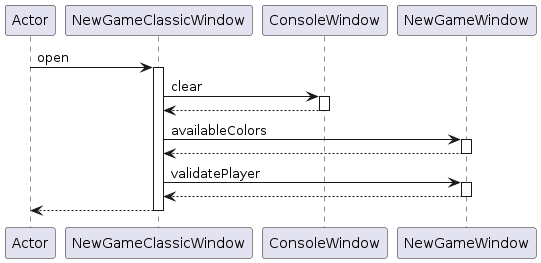 Actor NewGameClassicWindow ConsoleWindow NewGameWindow
open
clear
availableColors
validatePlayer
Actor NewGameClassicWindow ConsoleWindow NewGameWindow